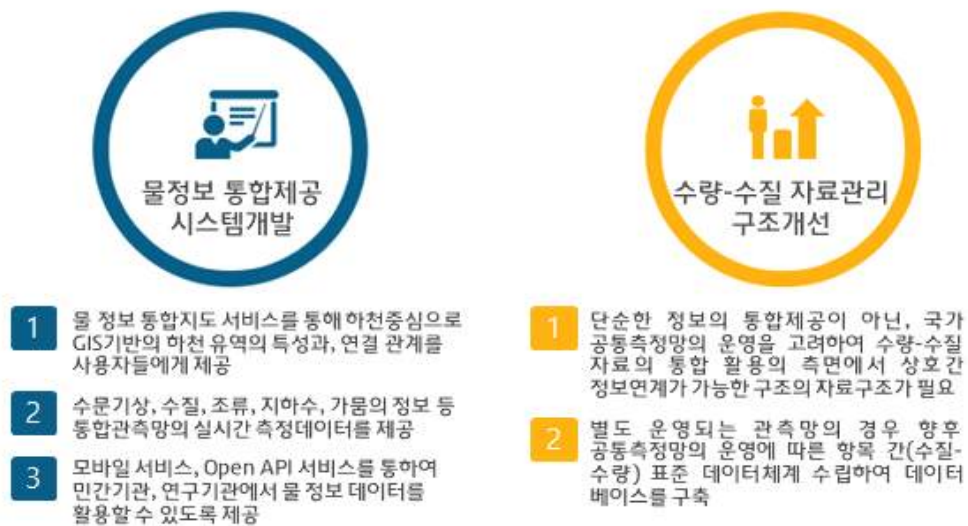 물정보 통합제공
시스템개발
1
물 정보 통합지도 서비스를 통해 하천중심으로
GIS기반의 하천 유역의 특성과, 연결 관계를
사용자들에게 제공
2
수문기상, 수질, 조류, 지하수, 가뭄의 정보 등
통합관측망의 실시간 측정데이터를 제공
3
모바일 서비스, Open API 서비스를 통하여
민간기관, 연구기관에서 물 정보 데이터를
활용할 수 있도록 제공
수량-수질 자료관리
구조개선
1
단순한 정보의 통합제공이 아닌, 국가
공통측정망의 운영을 고려하여 수량-수질
자료의 통합 활용의 측면에서 상호간
정보연계가 가능한 구조의 자료구조가 필요
2
별도 운영되는 관측망의 경우 향후
공통측정망의 운영에 따른 항목 간(수질-
수량) 표준 데이터체계 수립하여 데이터
베이스를 구축